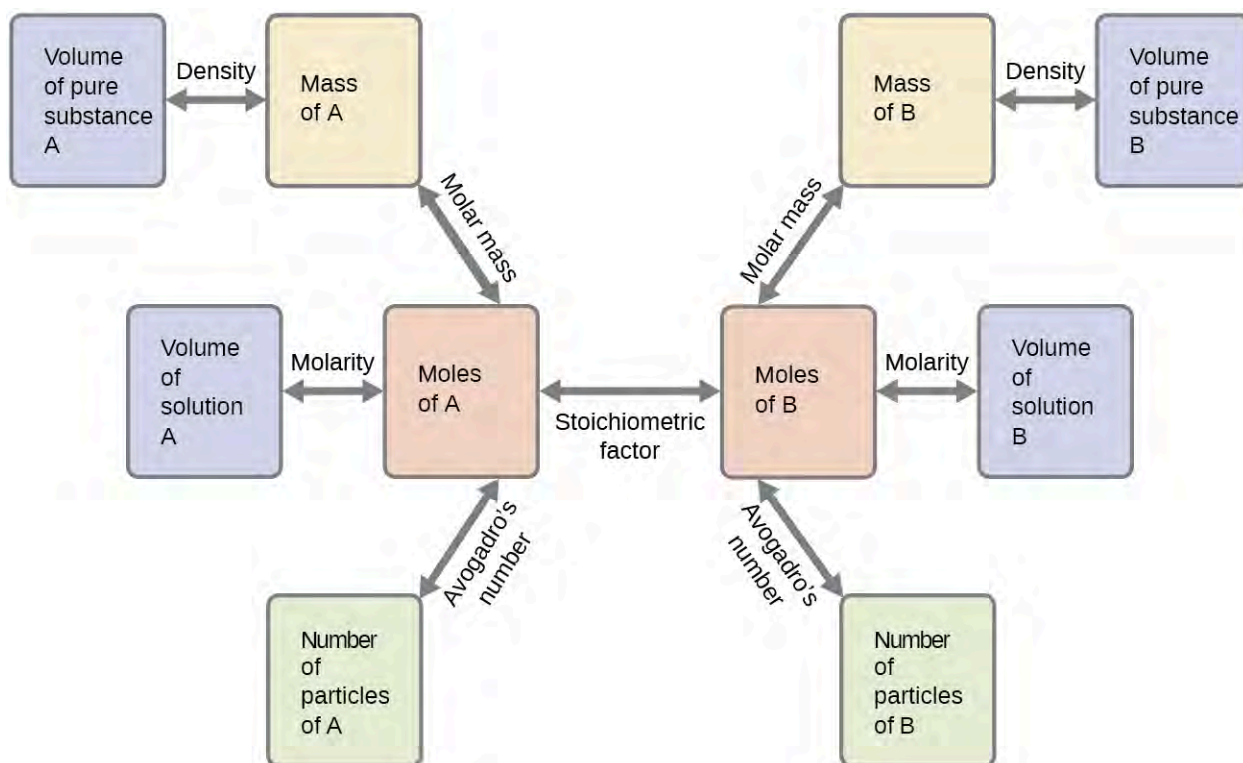 Volume
of pure
substance
A
Density
Mass
of A
Mass
of B
Density
Volume
of pure
substance
B
Molar mass
Molar mass
Volume
of
solution
A
Molarity
Moles
of A
Stoichiometric
factor
Moles
of B
Molarity
Volume
of
solution
B
Avogadro's
number
Avogadro's
number
Number
of
particles
of A
Number
of
particles
of B